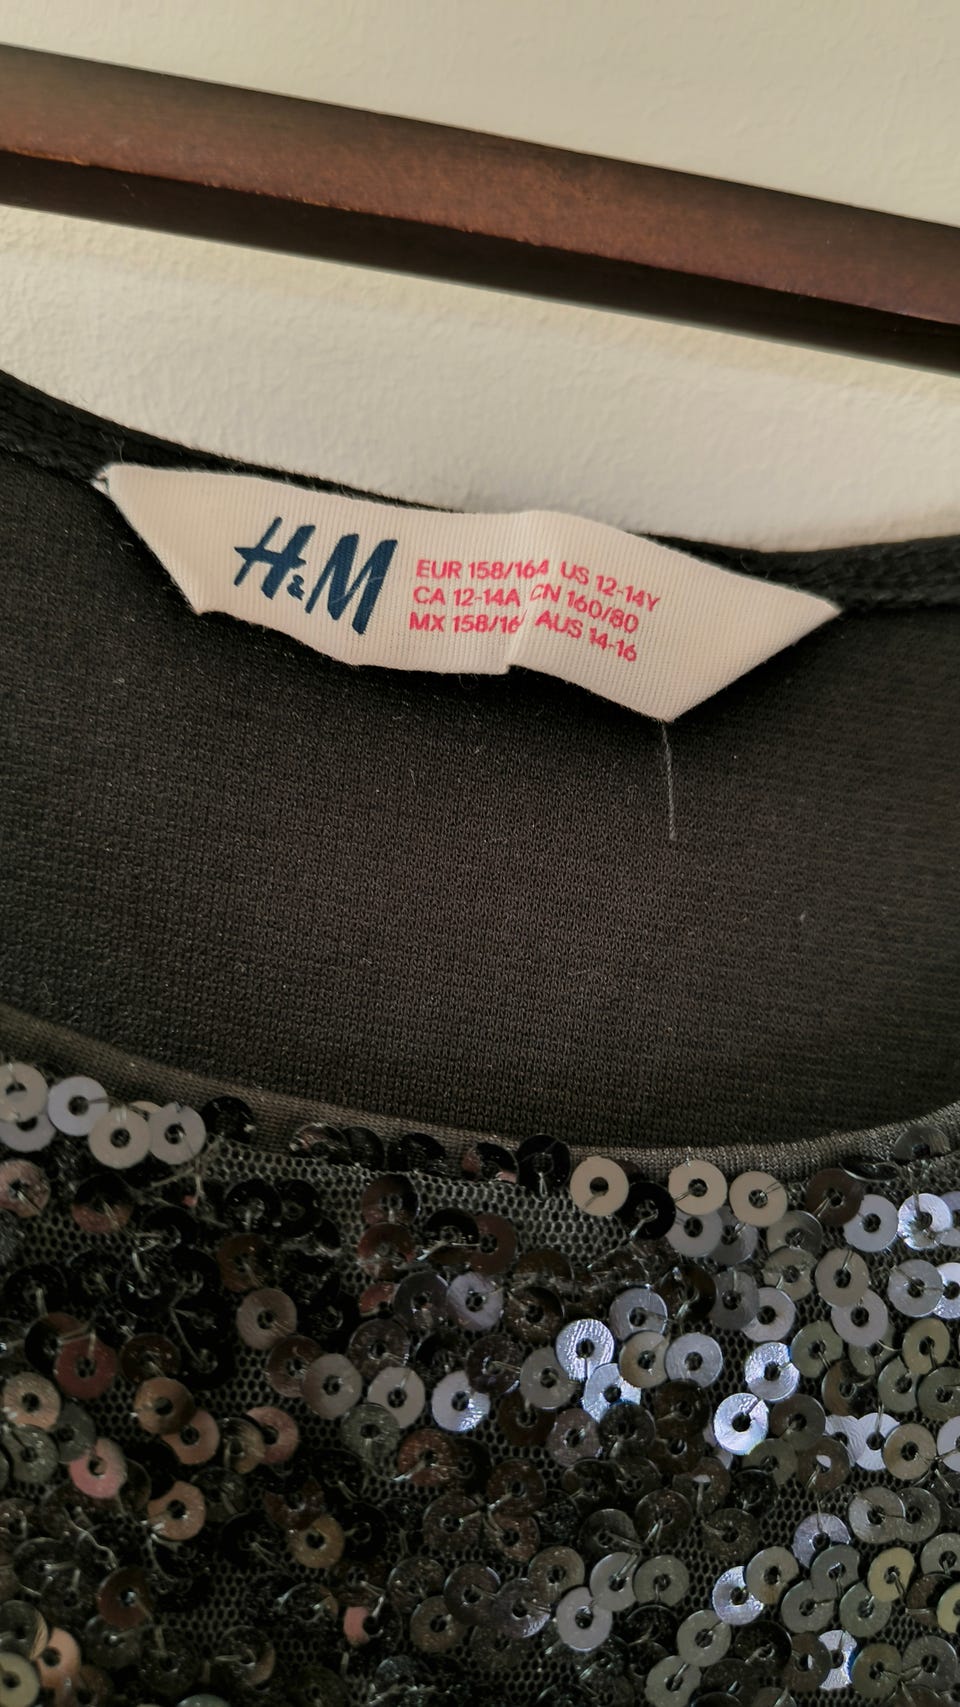 H&M
EUR 158/164 US 12-14Y
CA 12-14A CN 160/80
MX 158/16 AUS 14-16